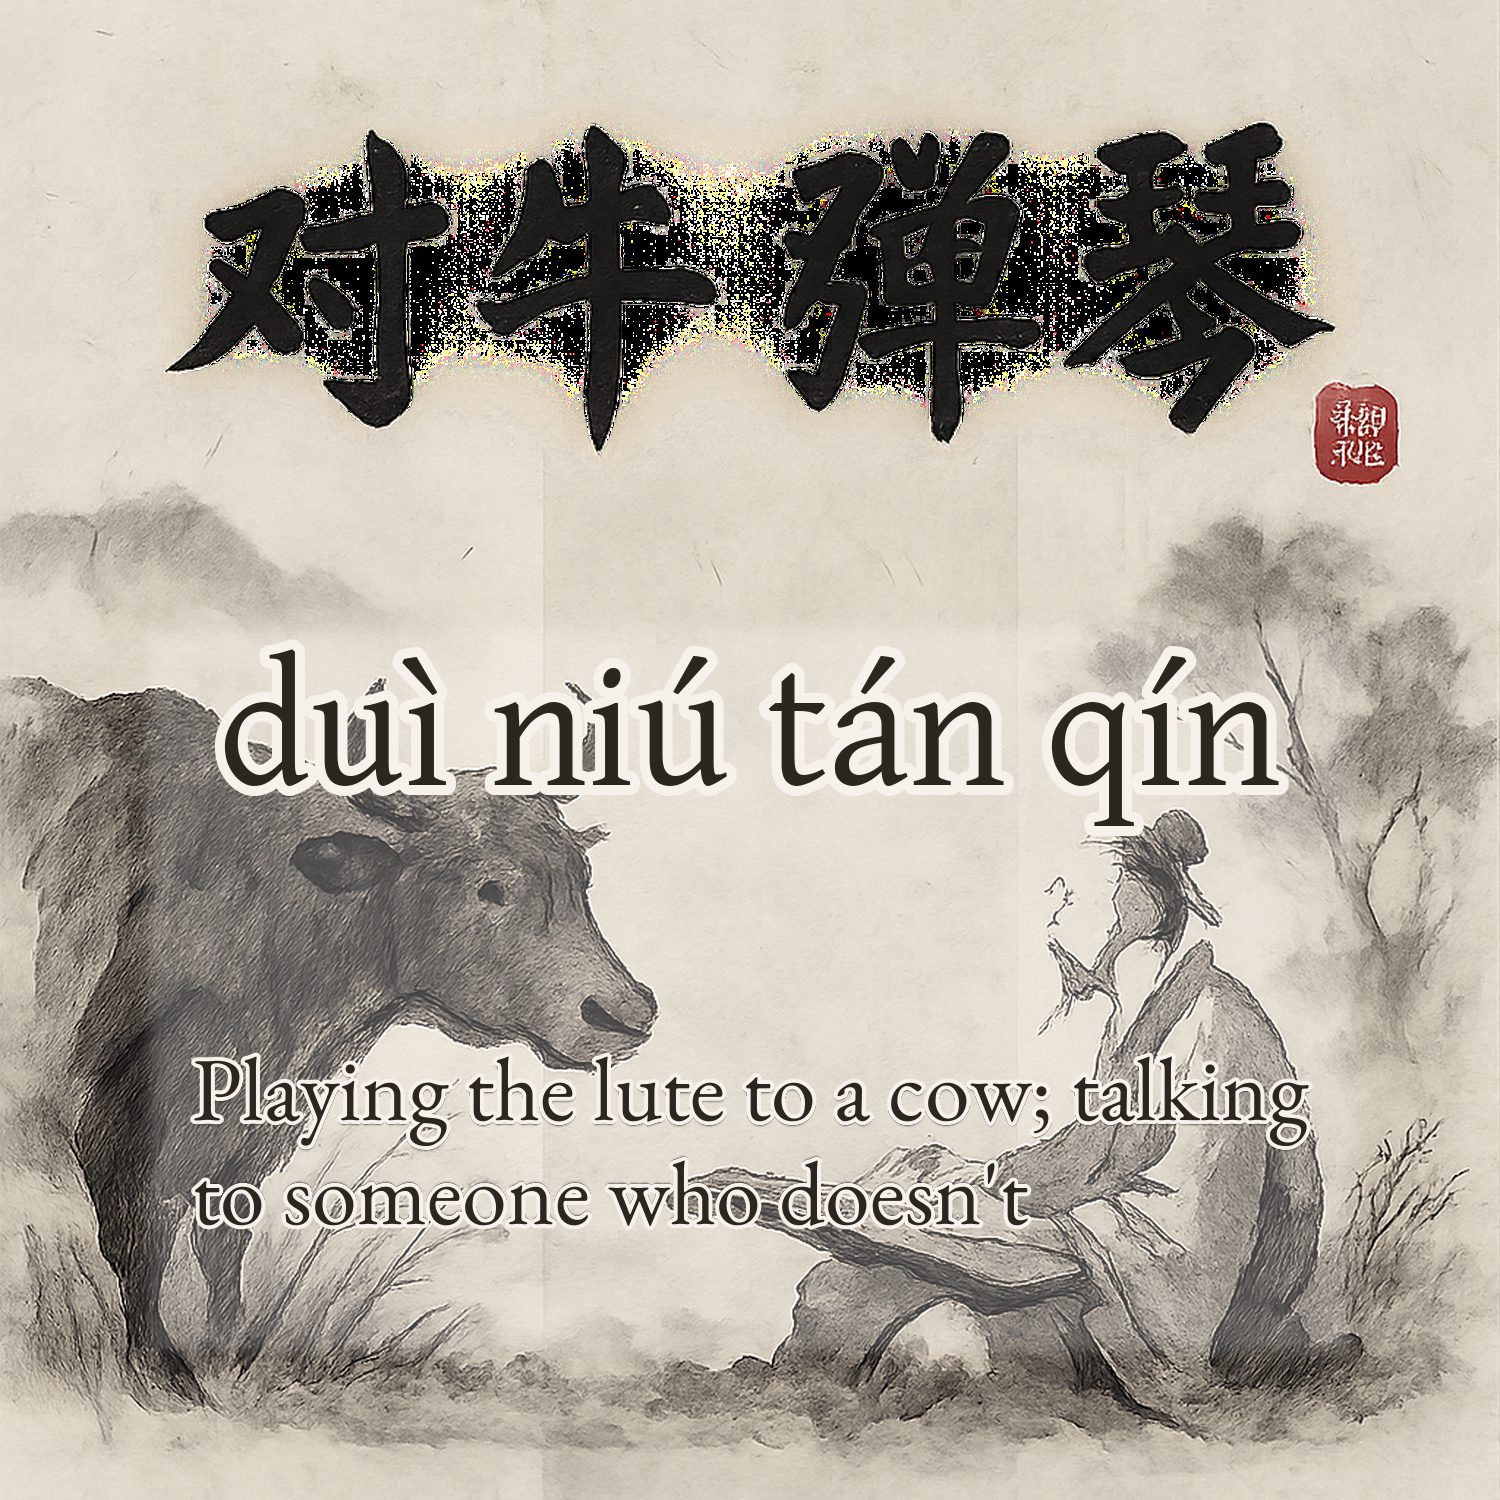 对牛弹琴
duì niú tán qín
Playing the lute to a cow; talking
to someone who doesn't